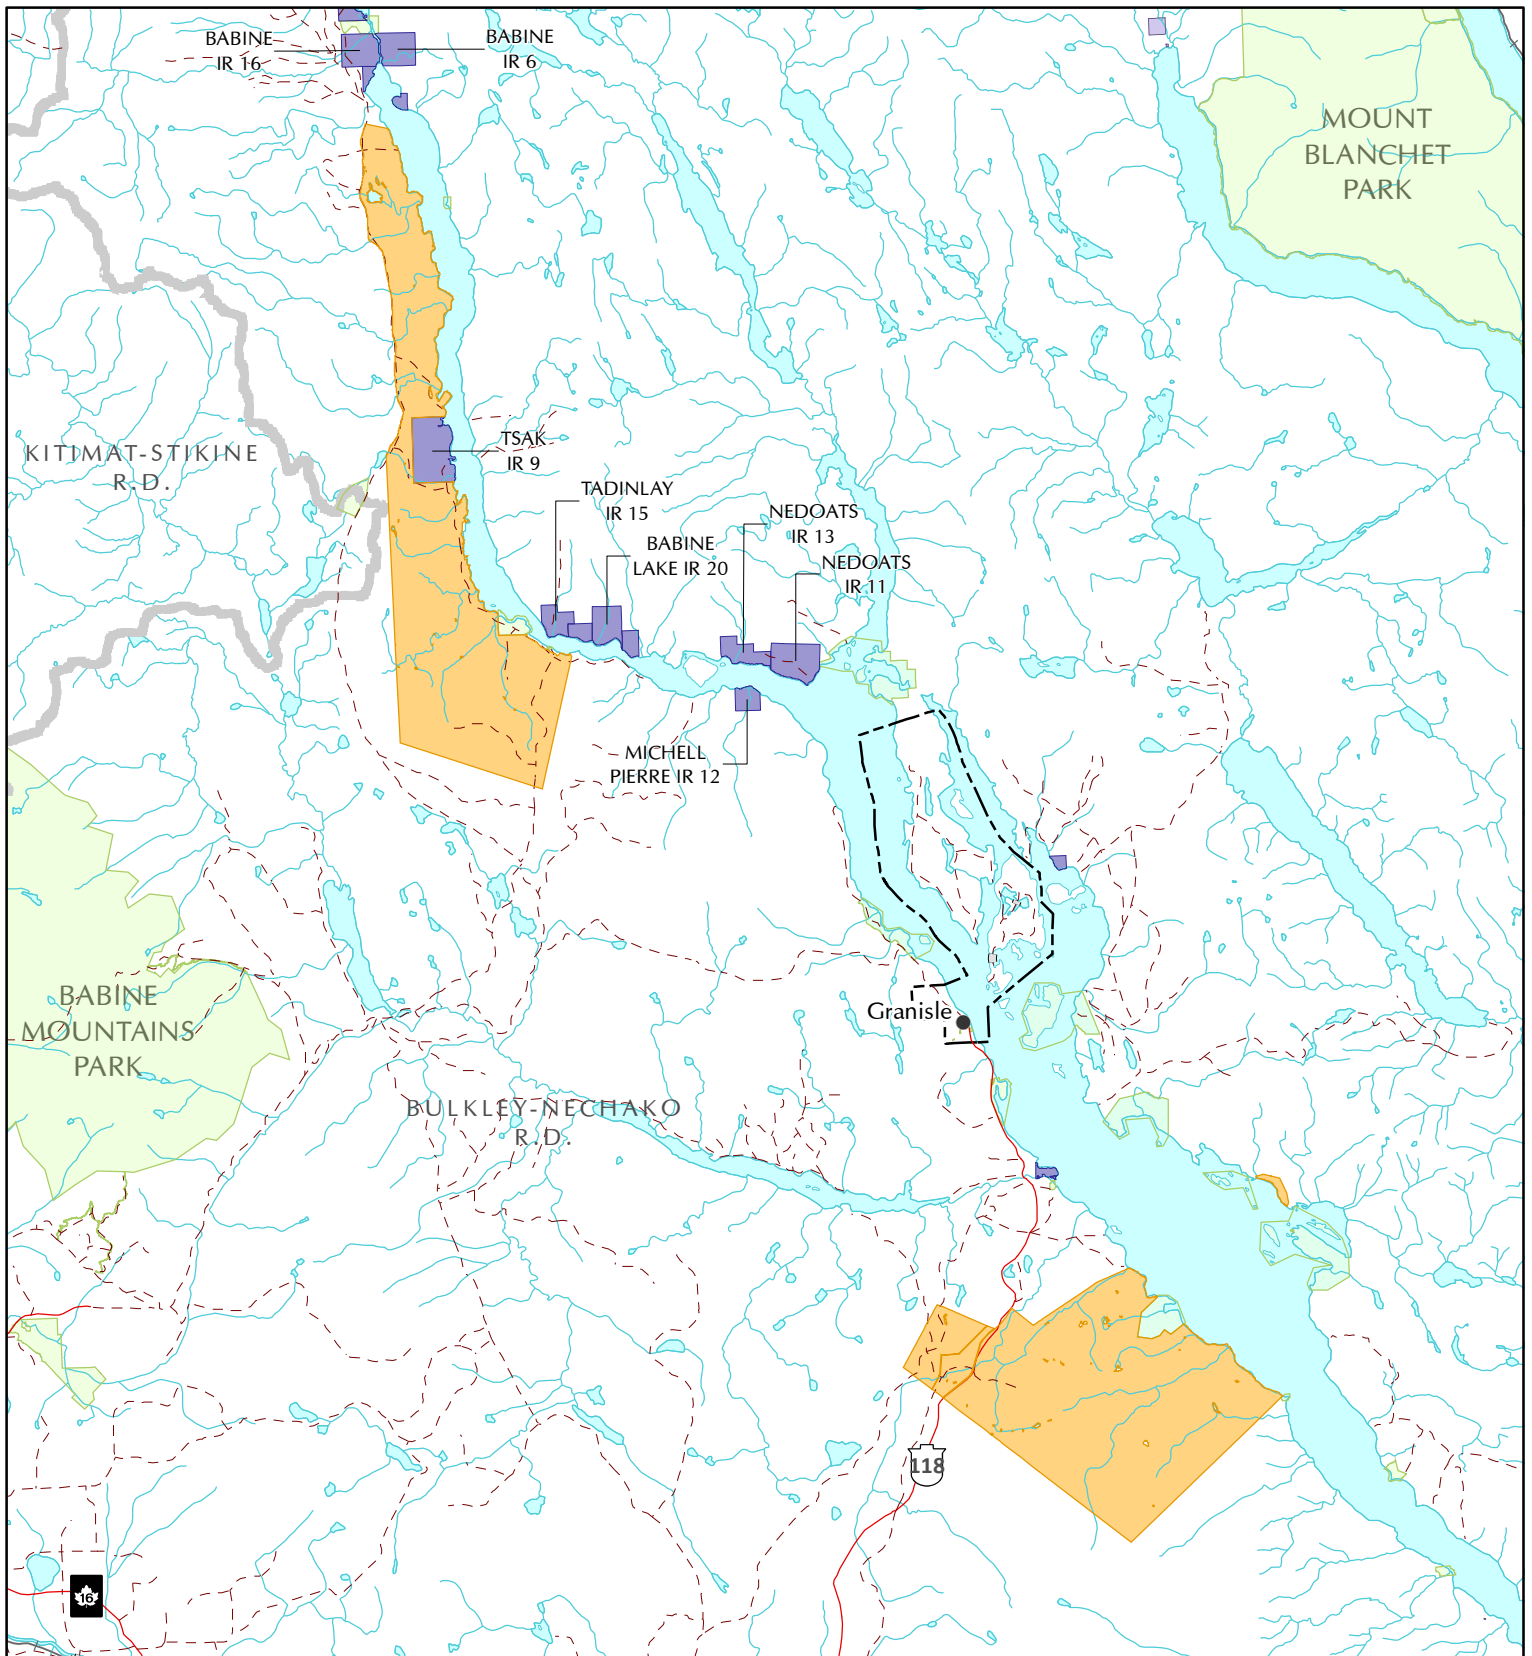 BABINE
IR 16
BABINE
IR 6
MOUNT
BLANCHET
PARK
KITIMAT-STIKINE
R.D.
TSAK
IR 9
TADINLAY
IR 15
BABINE
LAKE IR 20
NEDOATS
IR 13
NEDOATS
IR 11
MICHELL
PIERRE IR 12
BABINE
MOUNTAINS
PARK
Granisle
BULKLEY-NECHAKO
R.D.
118
16